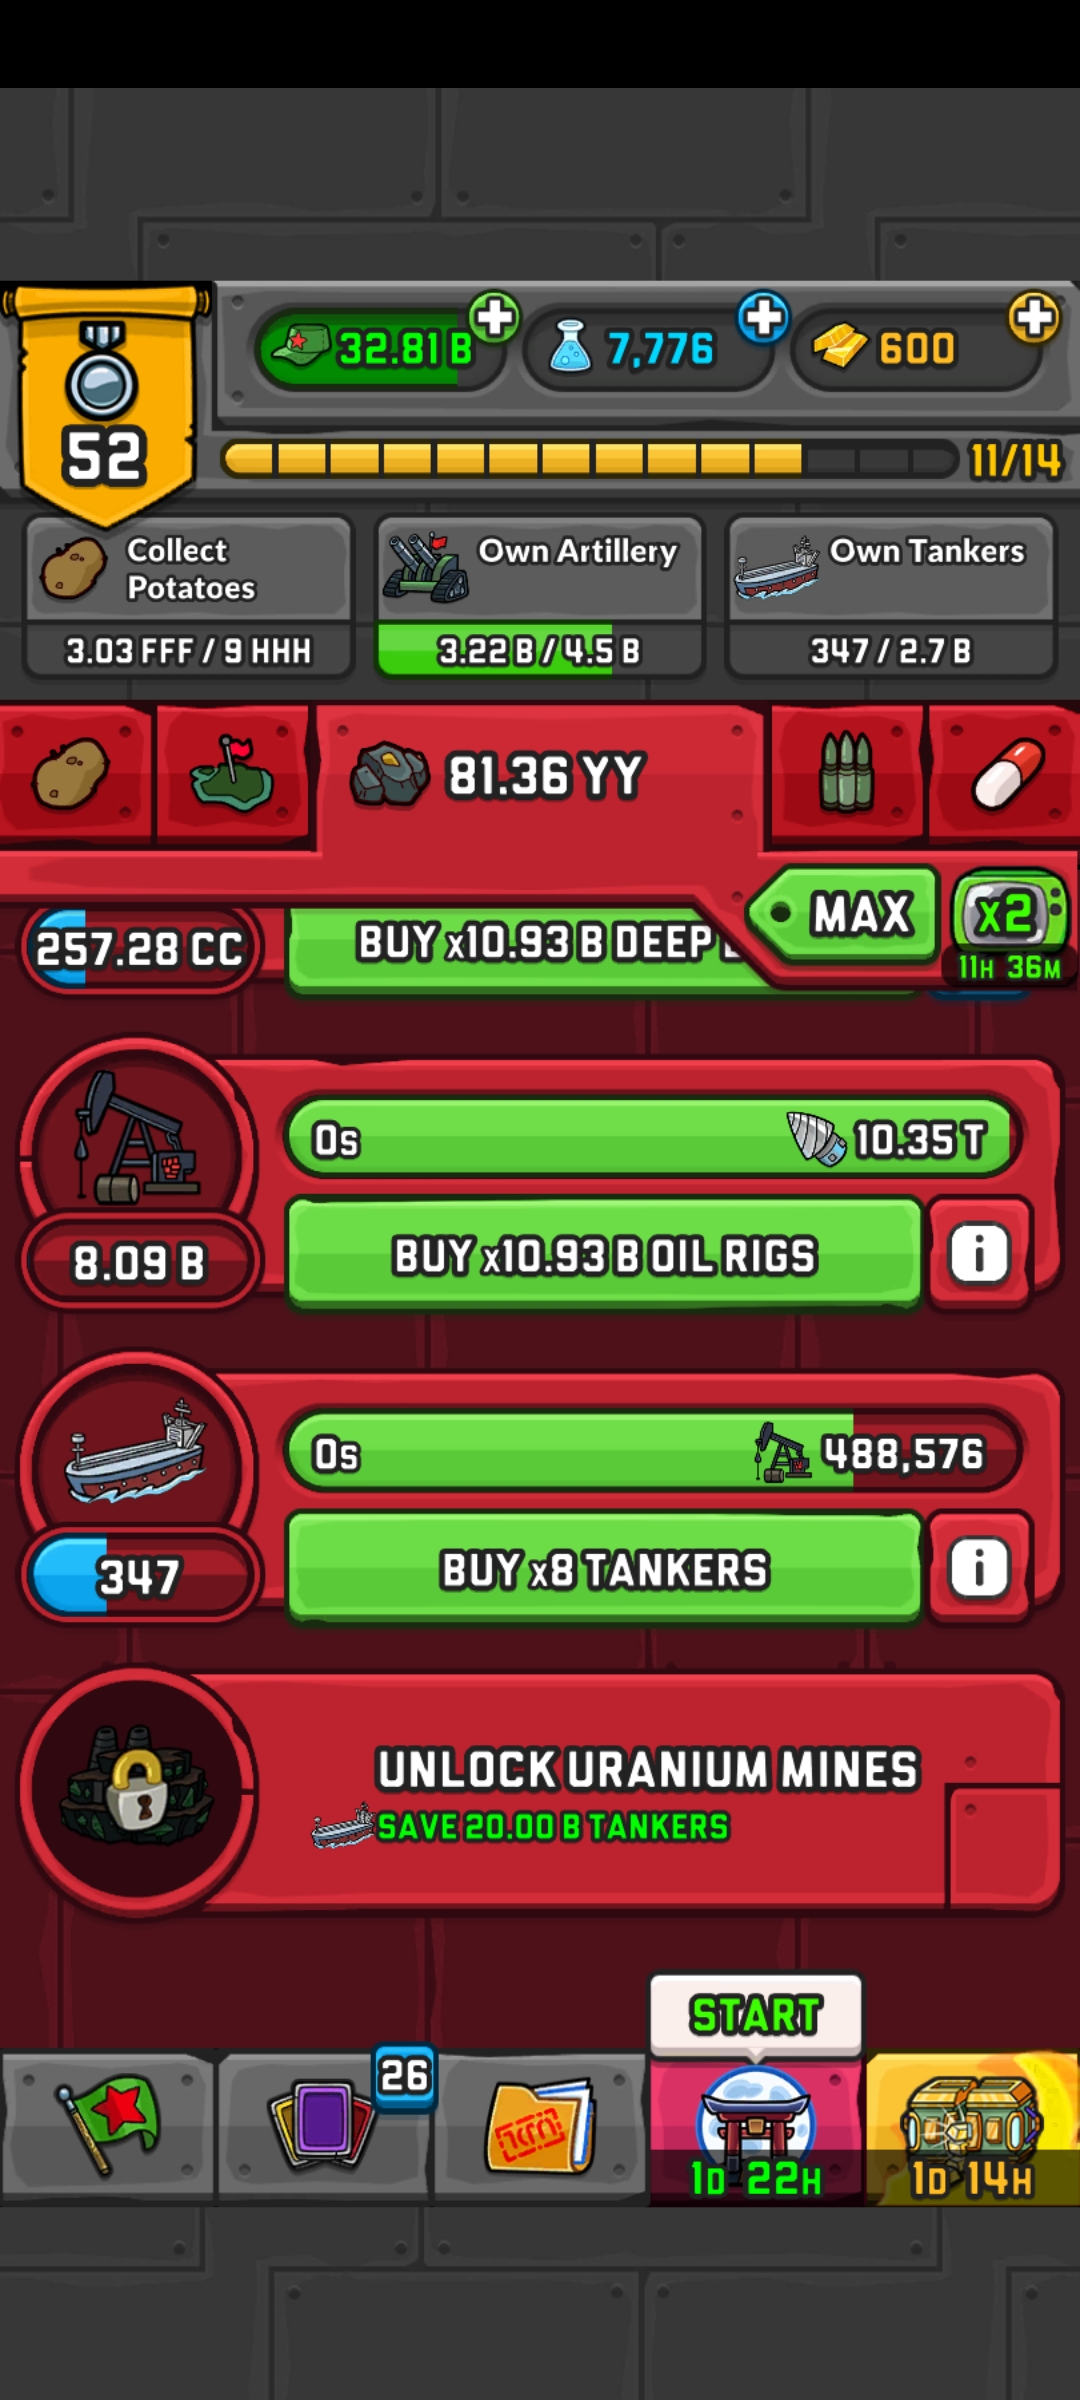 32.81 B
7,776
600
52
11/14
Collect
Potatoes
3.03 FFF / 9 HHH
Own Artillery
3.22 B / 4.5 B
Own Tankers
347 / 2.7 B
81.36 YY
MAX
x2
11H 36M
257.28 CC
BUY x10.93 B DEEP
0s
10.35 T
8.09 B
BUY x10.93 B OIL RIGS
i
0s
488,576
347
BUY x8 TANKERS
i
UNLOCK URANIUM MINES
SAVE 20.00 B TANKERS
START
26
1D 22H
1D 14H